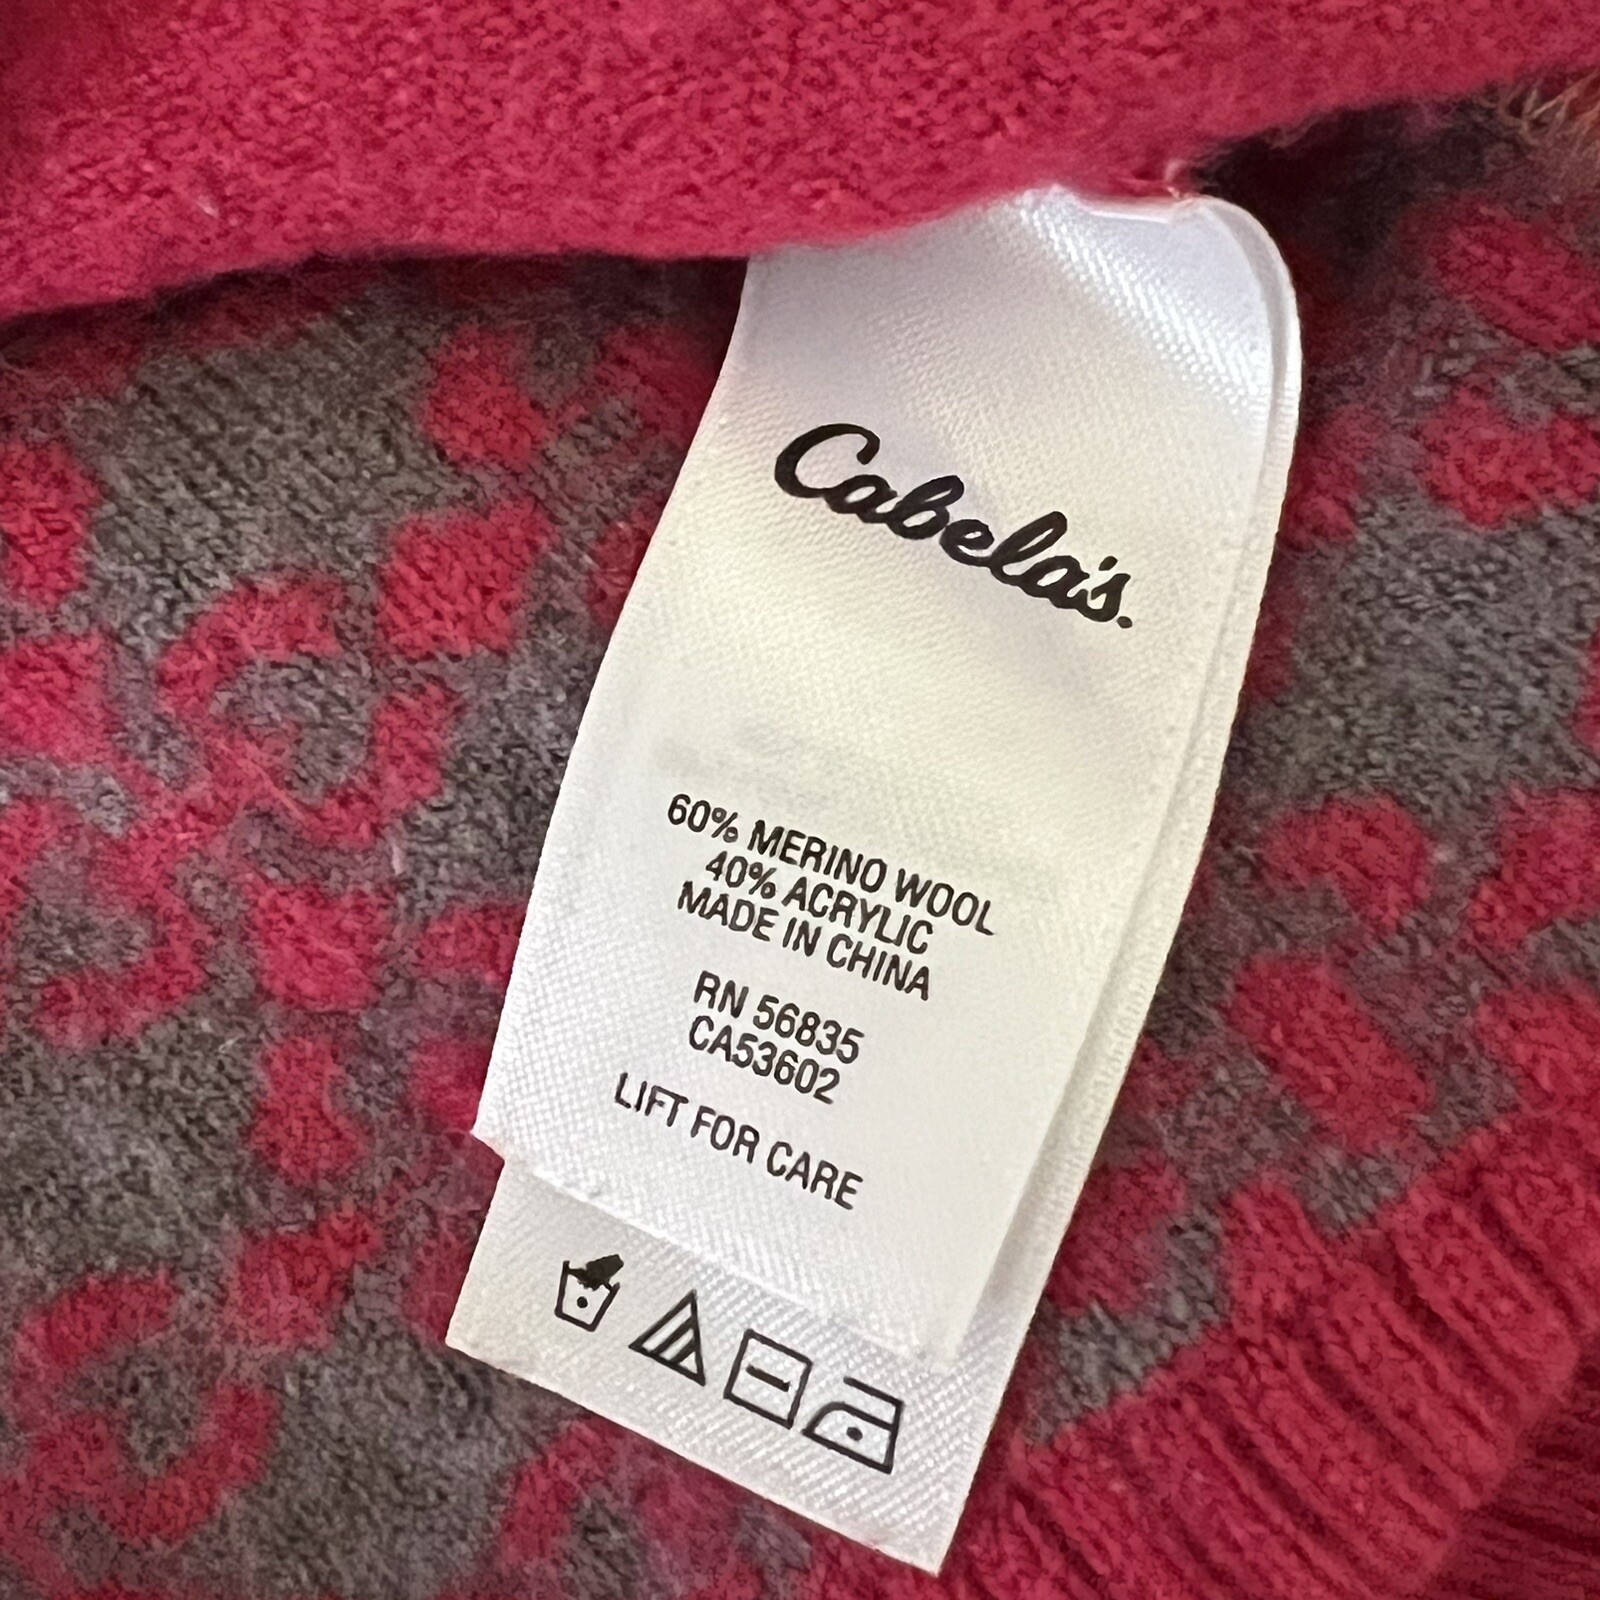 Cabela's.
60% MERINO WOOL
40% ACRYLIC
MADE IN CHINA
RN 56835
CA53602
LIFT FOR CARE